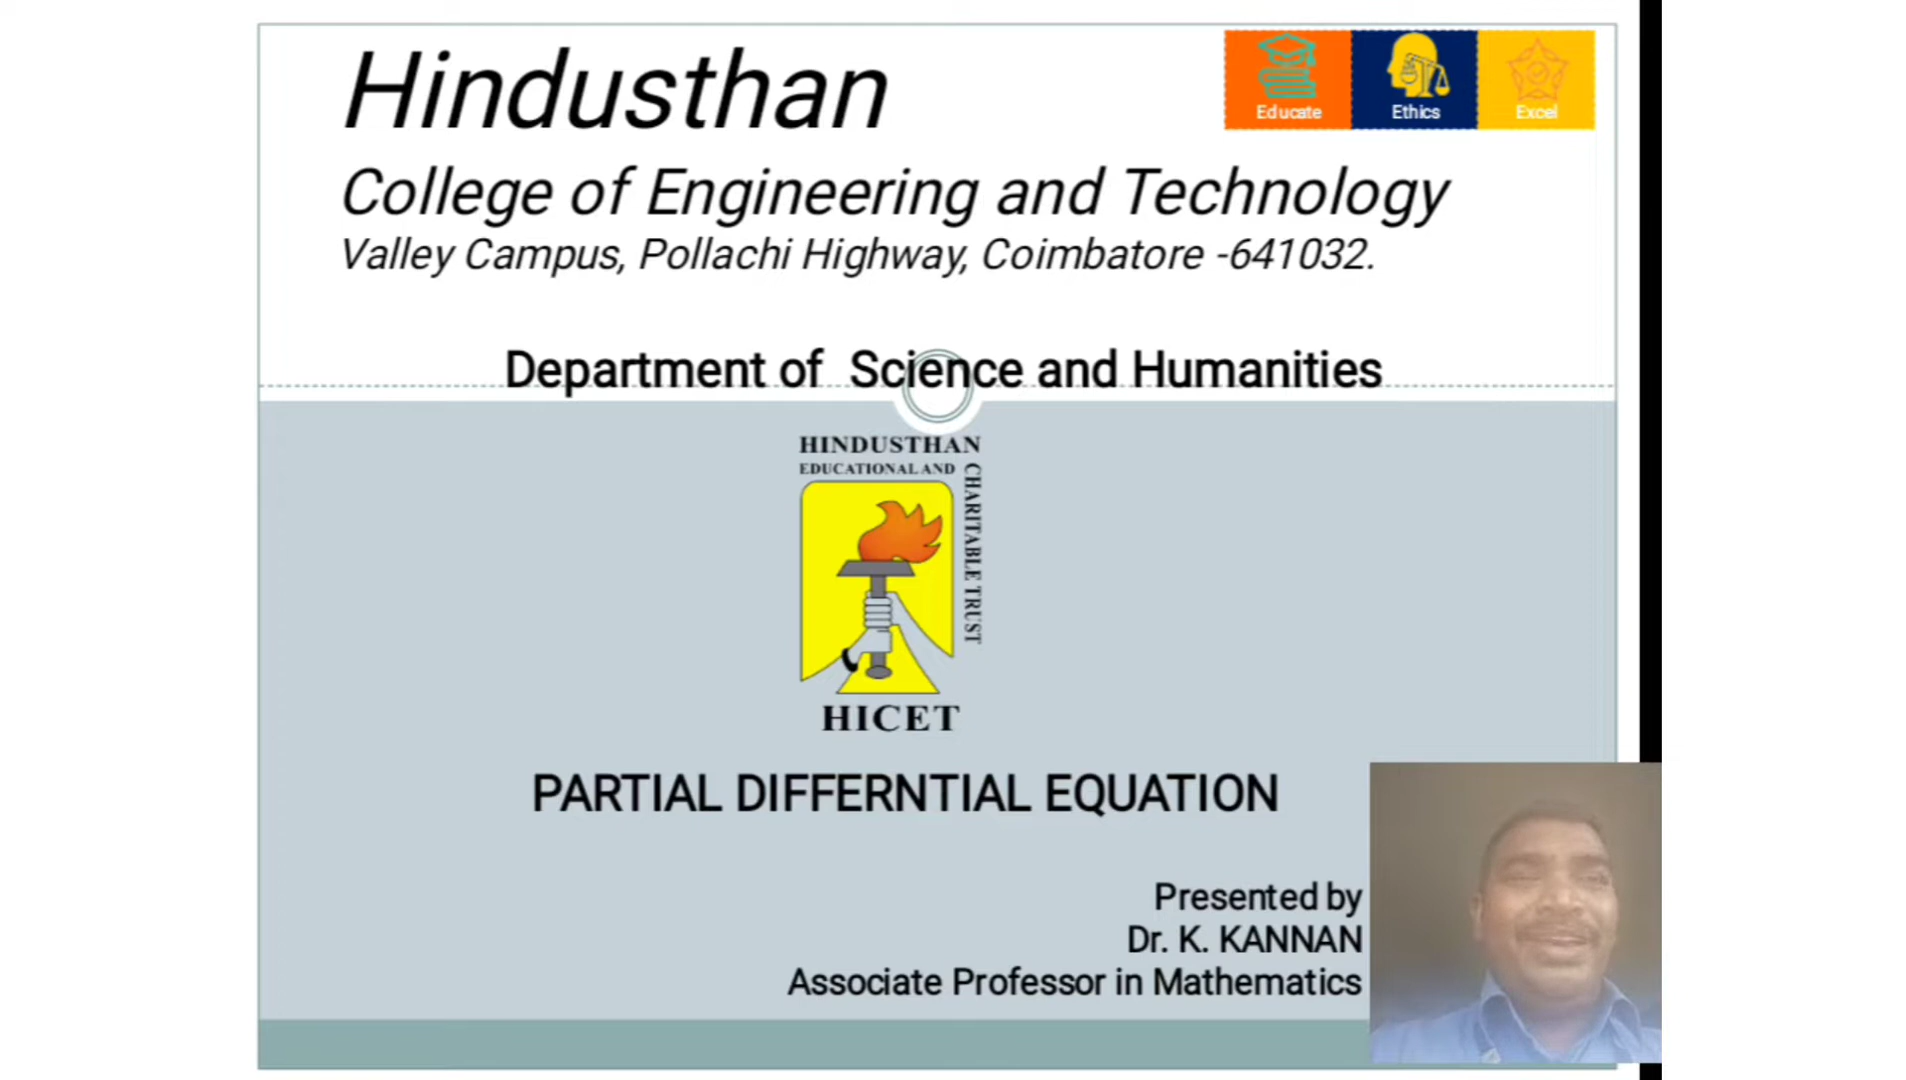 Hindusthan
Educate
Ethics
Excel
College of Engineering and Technology
Valley Campus, Pollachi Highway, Coimbatore -641032.
Department of Science and Humanities
HINDUSTHAN
EDUCATIONAL AND
CHARITABLE TRUST
HICET
PARTIAL DIFFERNTIAL EQUATION
Presented by
Dr. K. KANNAN
Associate Professor in Mathematics